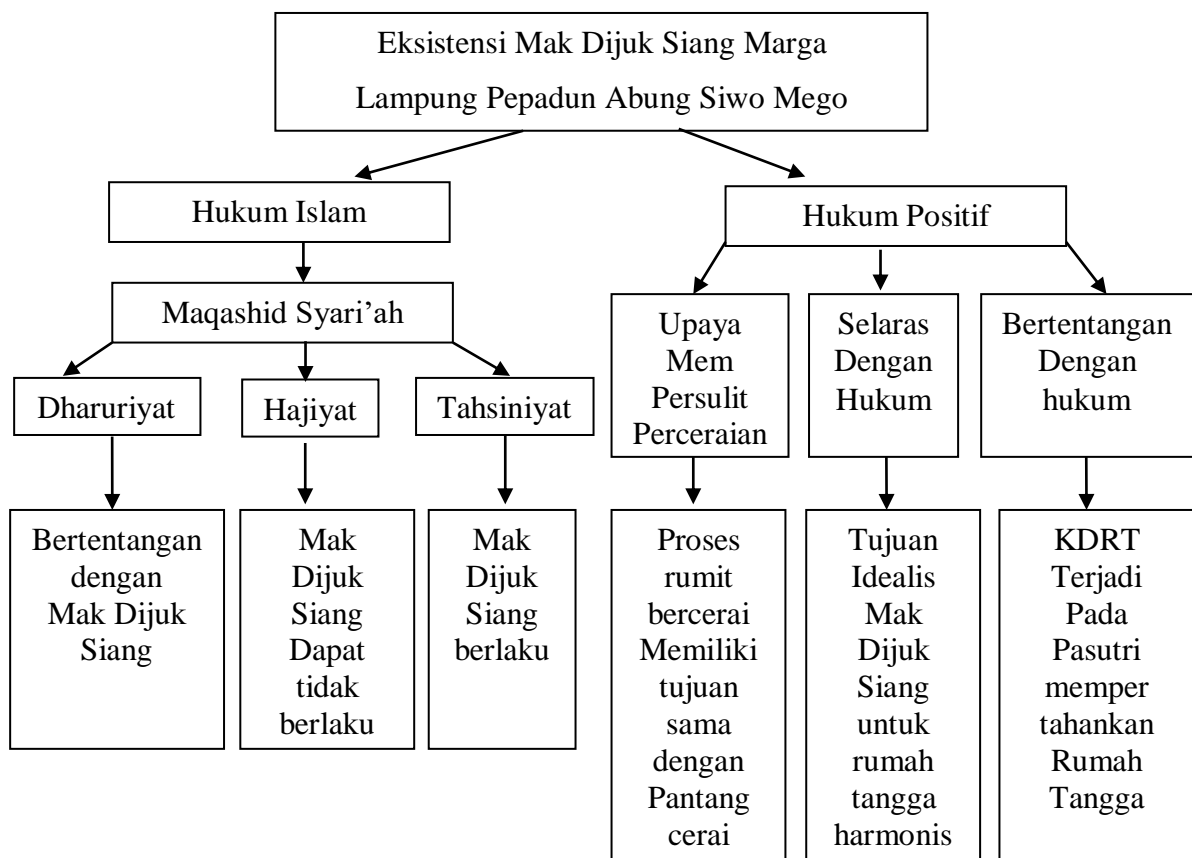 Eksistensi Mak Dijuk Siang Marga
Lampung Pepadun Abung Siwo Mego
Hukum Islam
Hukum Positif
Maqashid Syari’ah
Dharuriyat
Hajiyat
Tahsiniyat
Upaya
Mem
Persulit
Perceraian
Selaras
Dengan
Hukum
Bertentangan
Dengan
hukum
Bertentangan
dengan
Mak Dijuk
Siang
Mak
Dijuk
Siang
Dapat
tidak
berlaku
Mak
Dijuk
Siang
berlaku
Proses
rumit
bercerai
Memiliki
tujuan
sama
dengan
Pantang
cerai
Tujuan
Idealis
Mak
Dijuk
Siang
untuk
rumah
tangga
harmonis
KDRT
Terjadi
Pada
Pasutri
memper
tahankan
Rumah
Tangga